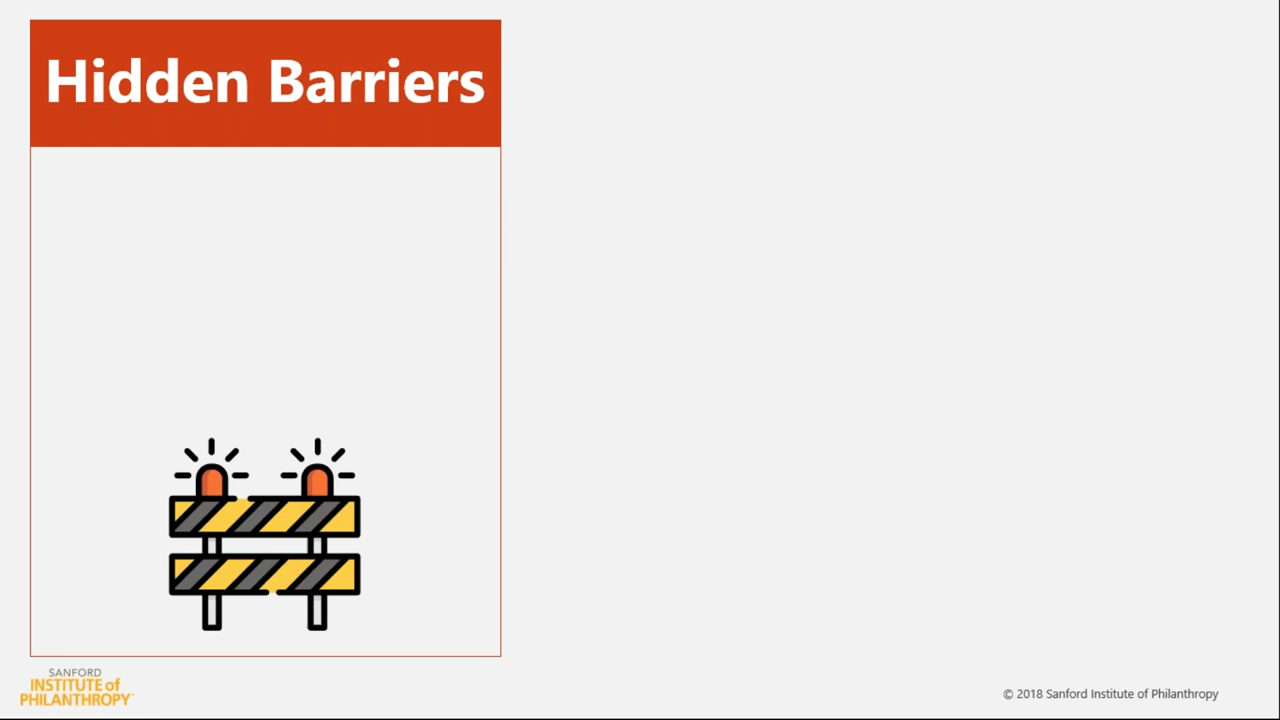 Hidden Barriers
SANFORD
INSTITUTE of
PHILANTHROPY
© 2018 Sanford Institute of Philanthropy